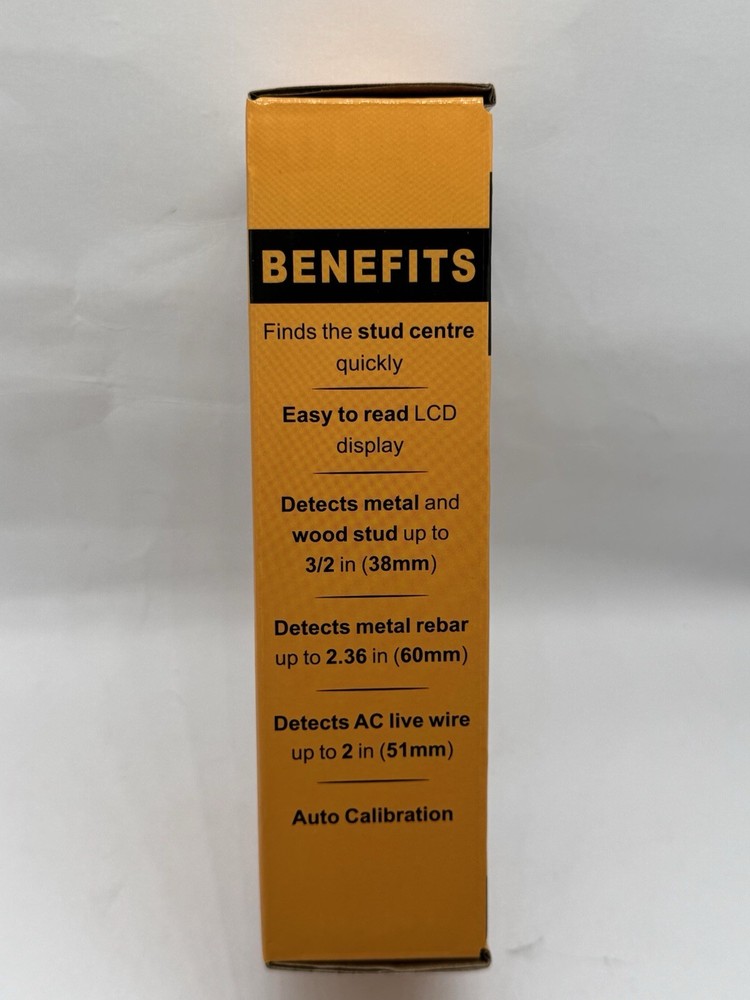 BENEFITS
Finds the stud centre
quickly
Easy to read LCD
display
Detects metal and
wood stud up to
3/2 in (38mm)
Detects metal rebar
up to 2.36 in (60mm)
Detects AC live wire
up to 2 in (51mm)
Auto Calibration